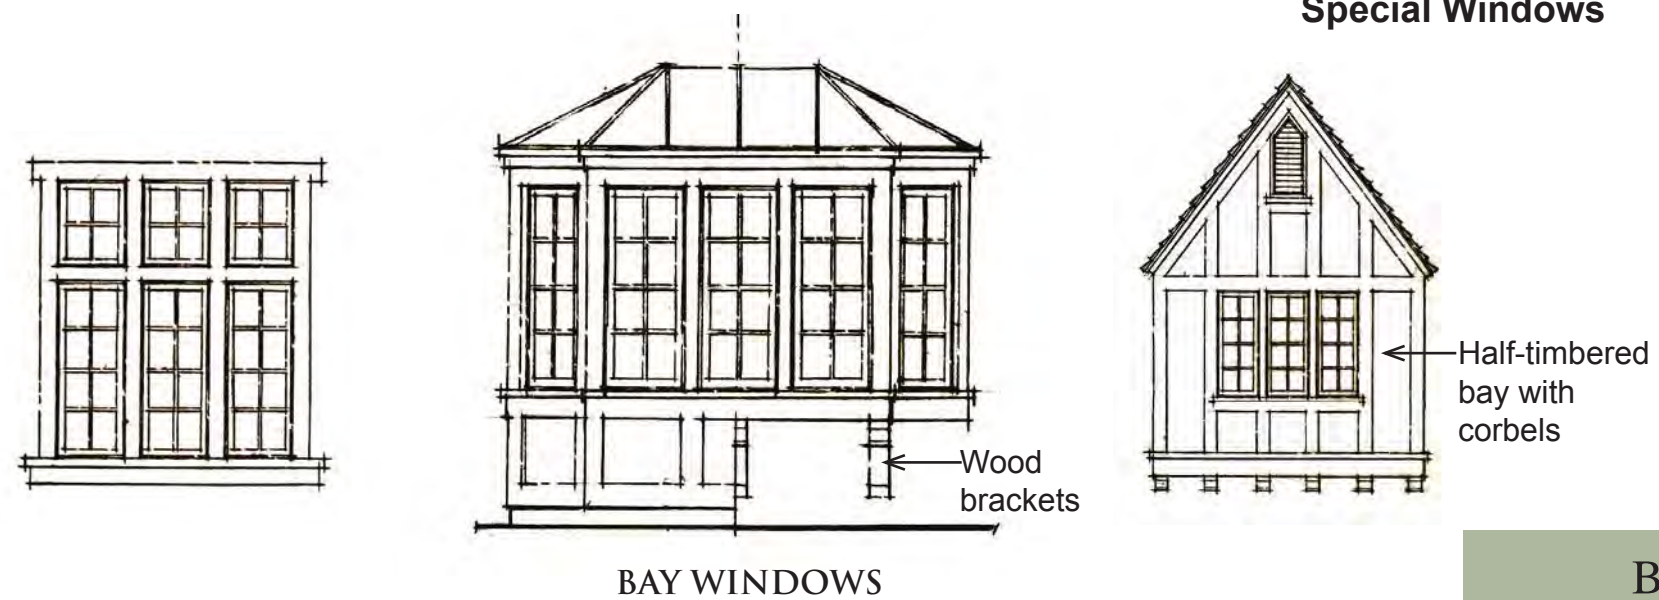 Special Windows
Half-timbered
bay with
corbels
Wood
brackets
BAY WINDOWS
B